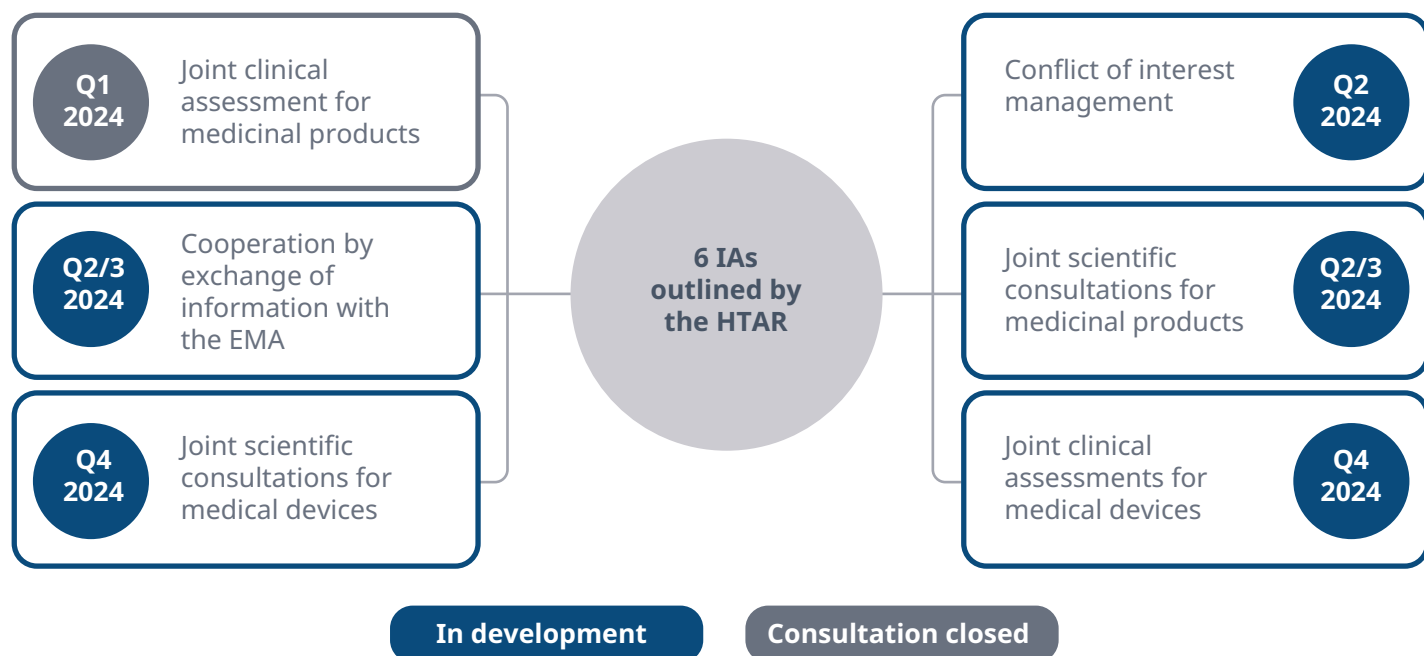 Q1
2024
Joint clinical
assessment for
medicinal products
Q2/3
2024
Cooperation by
exchange of
information with
the EMA
Q4
2024
Joint scientific
consultations for
medical devices
6 IAs
outlined by
the HTAR
Conflict of interest
management
Q2
2024
Joint scientific
consultations for
medicinal products
Q2/3
2024
Joint clinical
assessments for
medical devices
Q4
2024
In development
Consultation closed